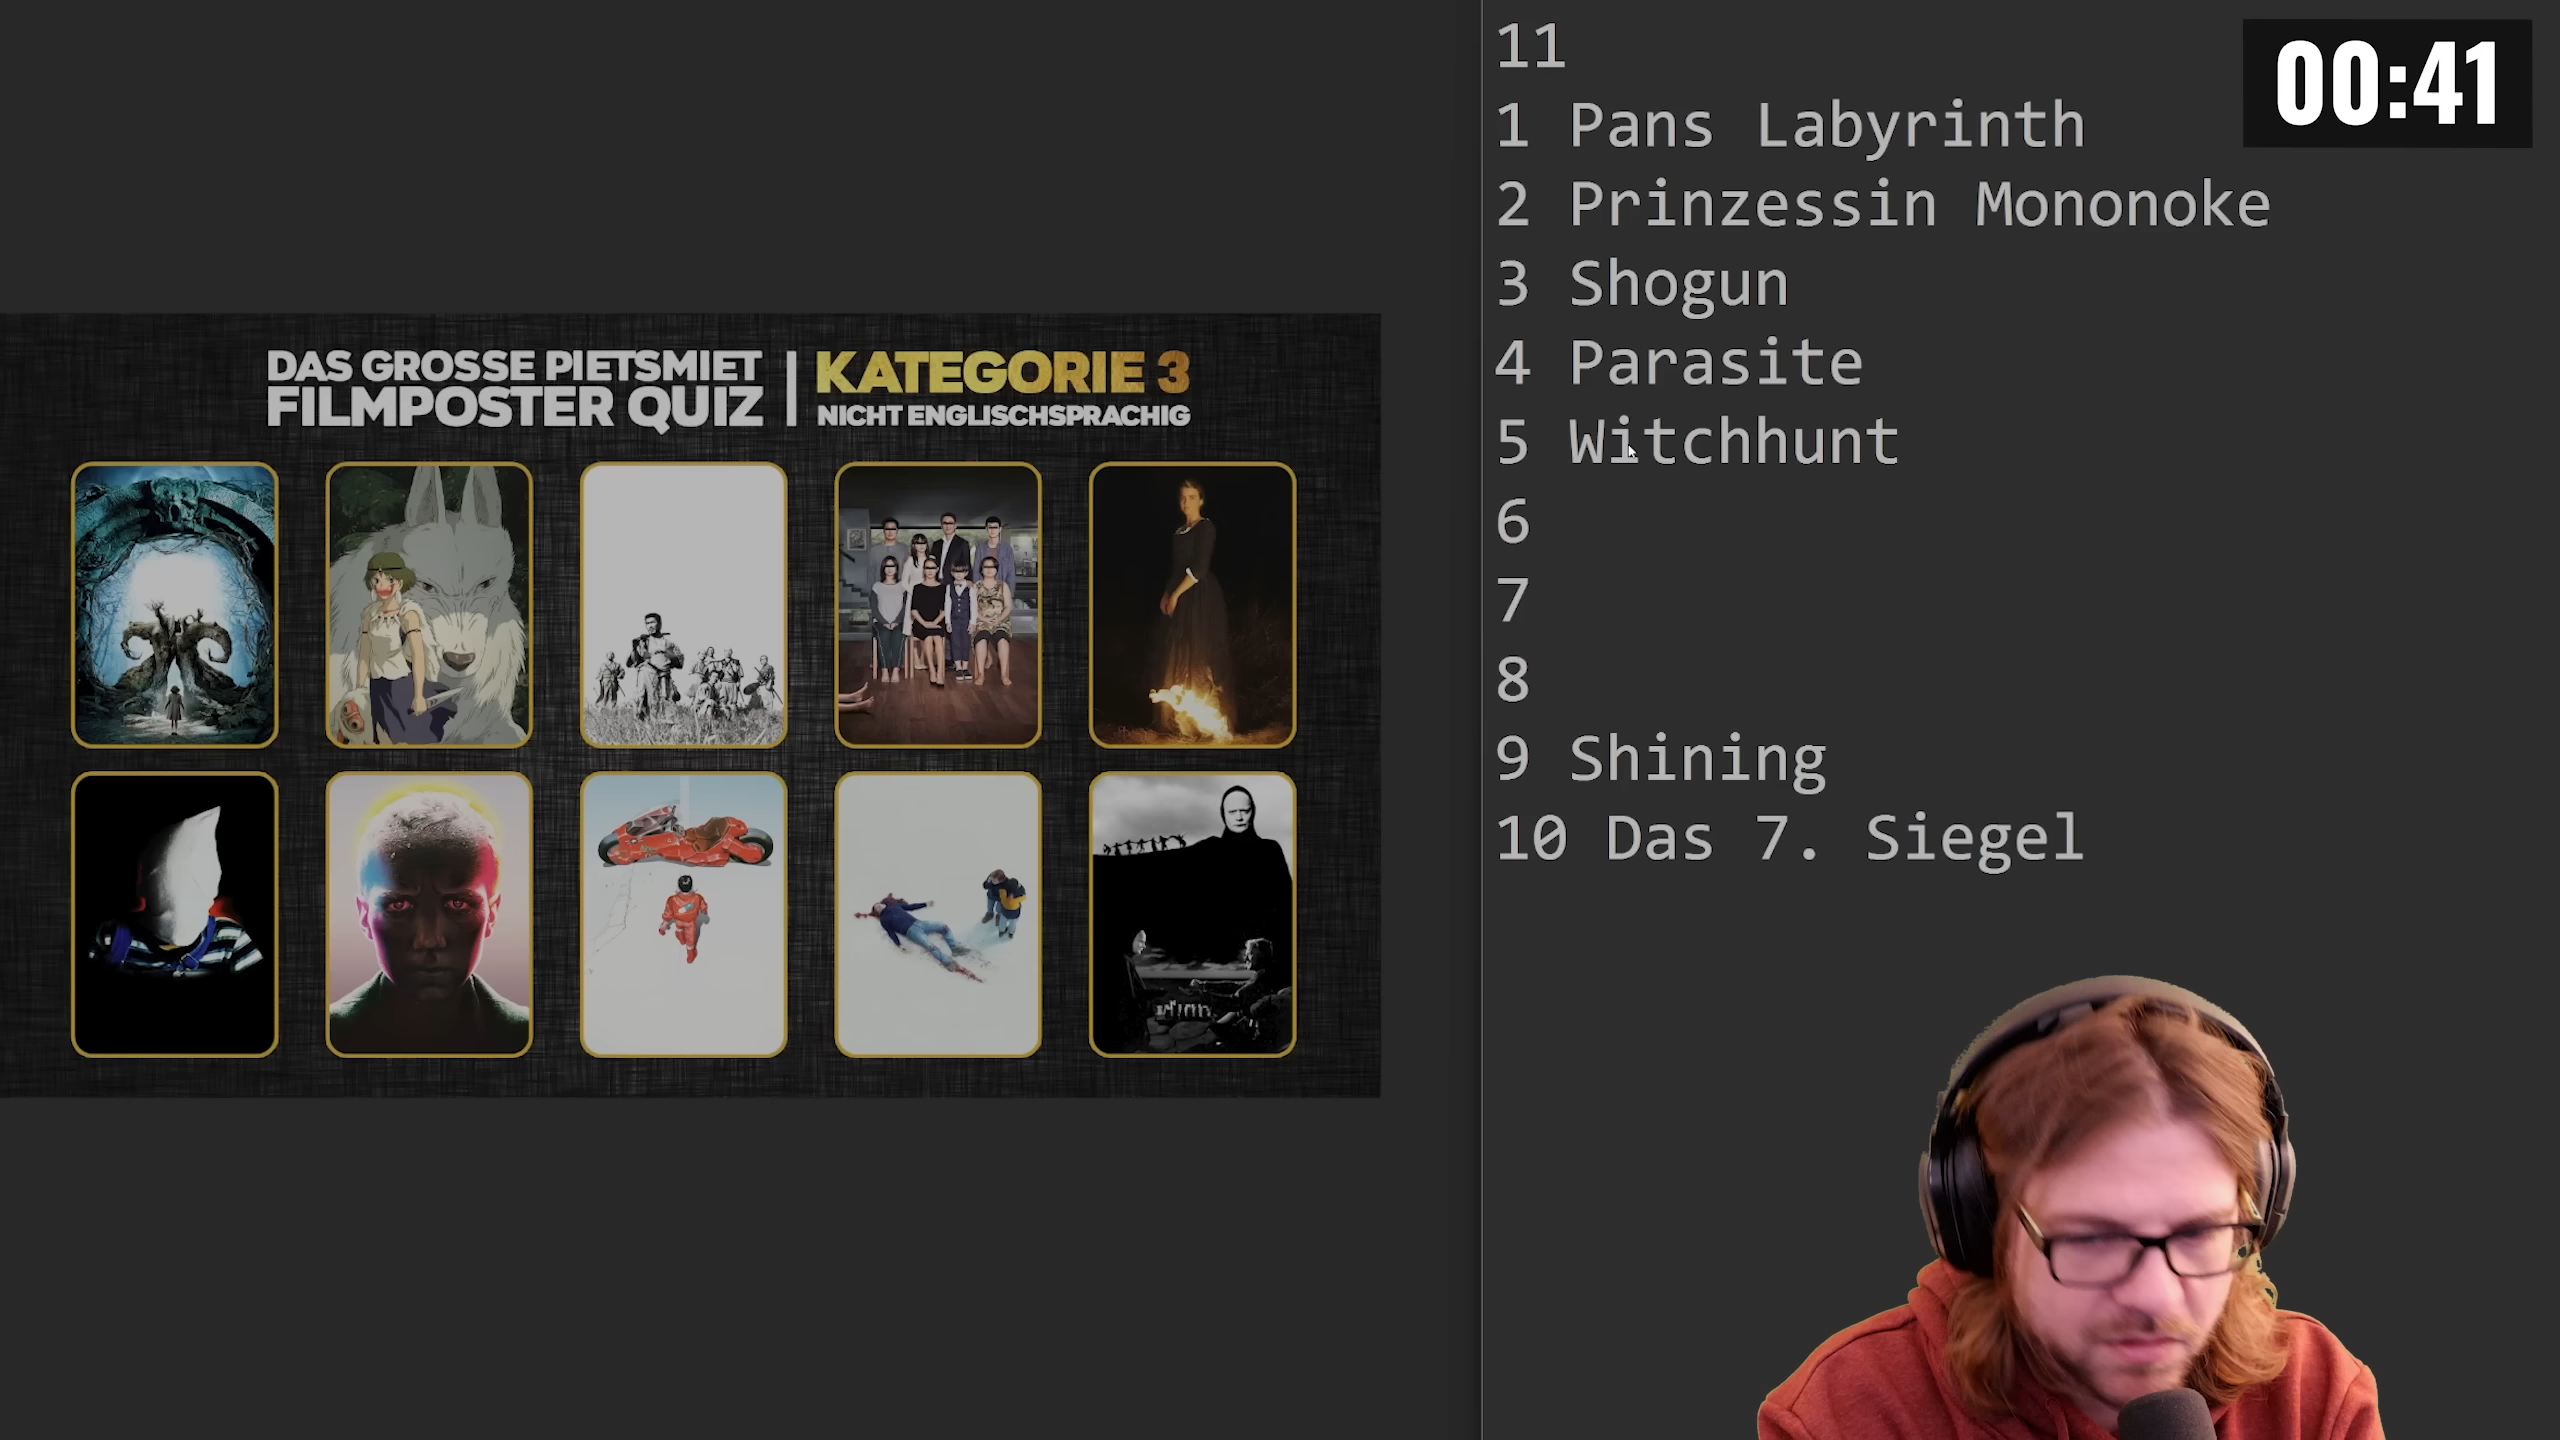 DAS GROSSE PIETSMIET
FILMPOSTER QUIZ
KATEGORIE 3
NICHT ENGLISCHSPRACHIG
11
1 Pans Labyrinth
2 Prinzessin Mononoke
3 Shogun
4 Parasite
5 Witchhunt
6
7
8
9 Shining
10 Das 7. Siegel
00:41